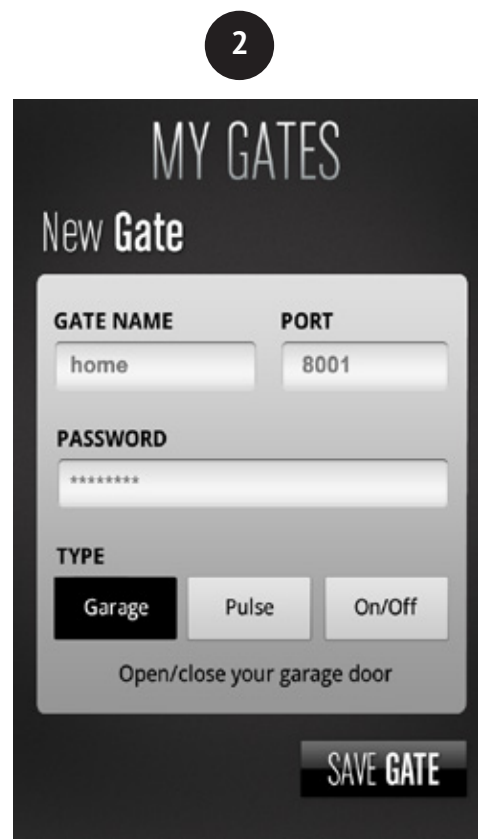 2
MY GATES
New Gate
GATE NAME PORT
home 8001
PASSWORD
********
TYPE
Garage Pulse On/Off
Open/close your garage door
SAVE GATE